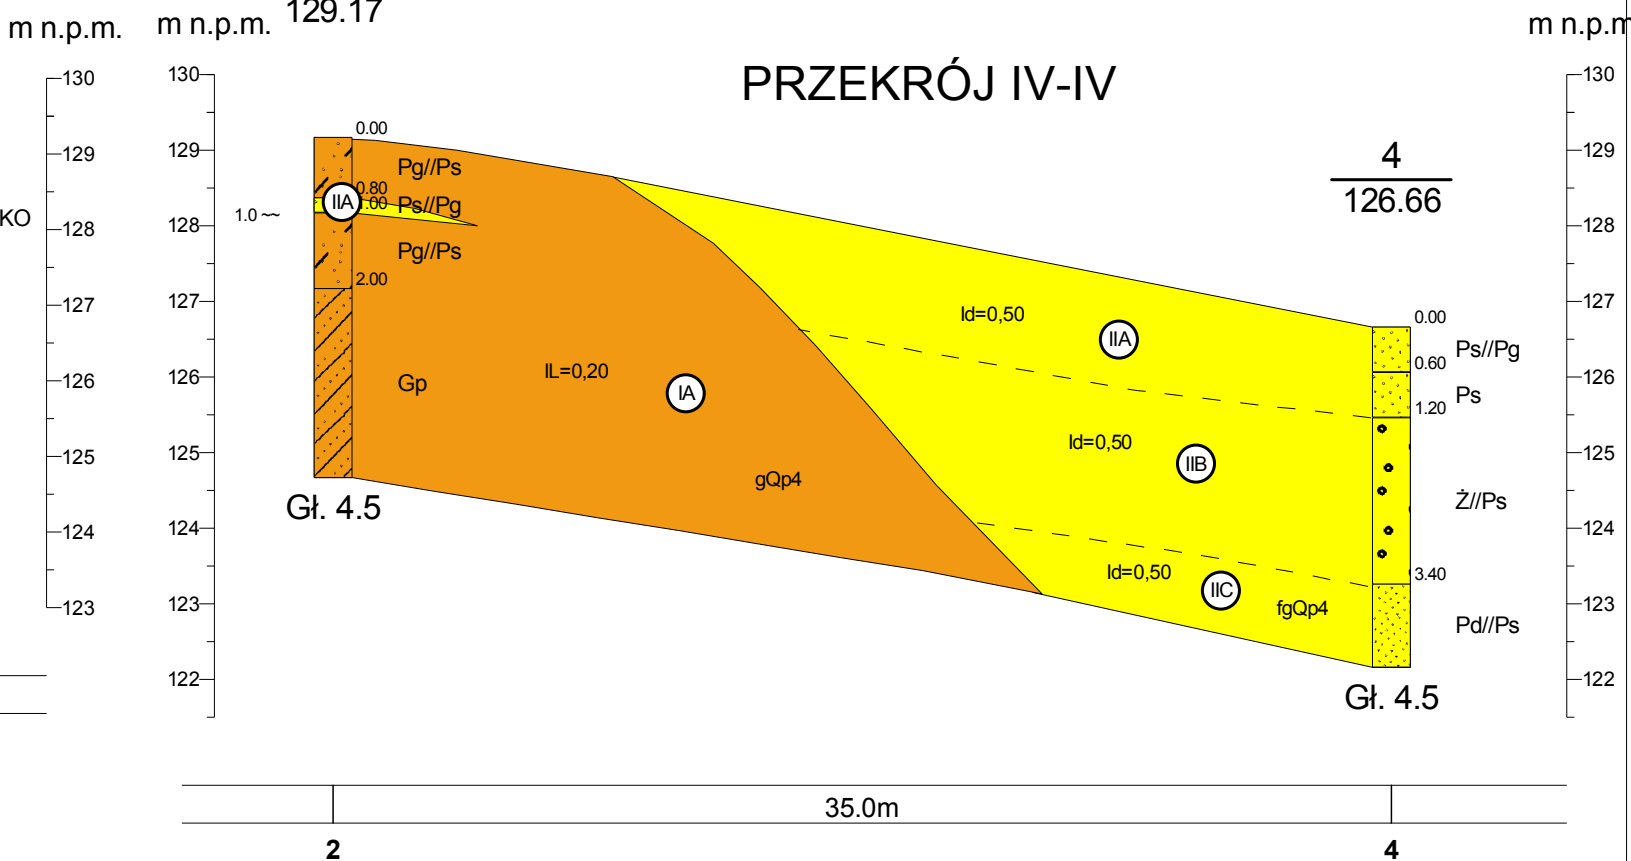 129.17
m n.p.m.
m n.p.m.
m n.p.m
PRZEKRÓJ IV-IV
130
129
128
127
126
125
124
123
KO
130
129
128
127
126
125
124
123
122
1.0 ~~
0.00
Pg//Ps
0.80
IIA
1.00
Ps//Pg
Pg//Ps
2.00
Gp
IL=0,20
IA
gQp4
Gł. 4.5
Id=0,50
IIA
Id=0,50
IIB
Id=0,50
IIC
fgQp4
4
126.66
0.00
Ps//Pg
0.60
Ps
1.20
Ż//Ps
3.40
Pd//Ps
Gł. 4.5
130
129
128
127
126
125
124
123
122
35.0m
2
4